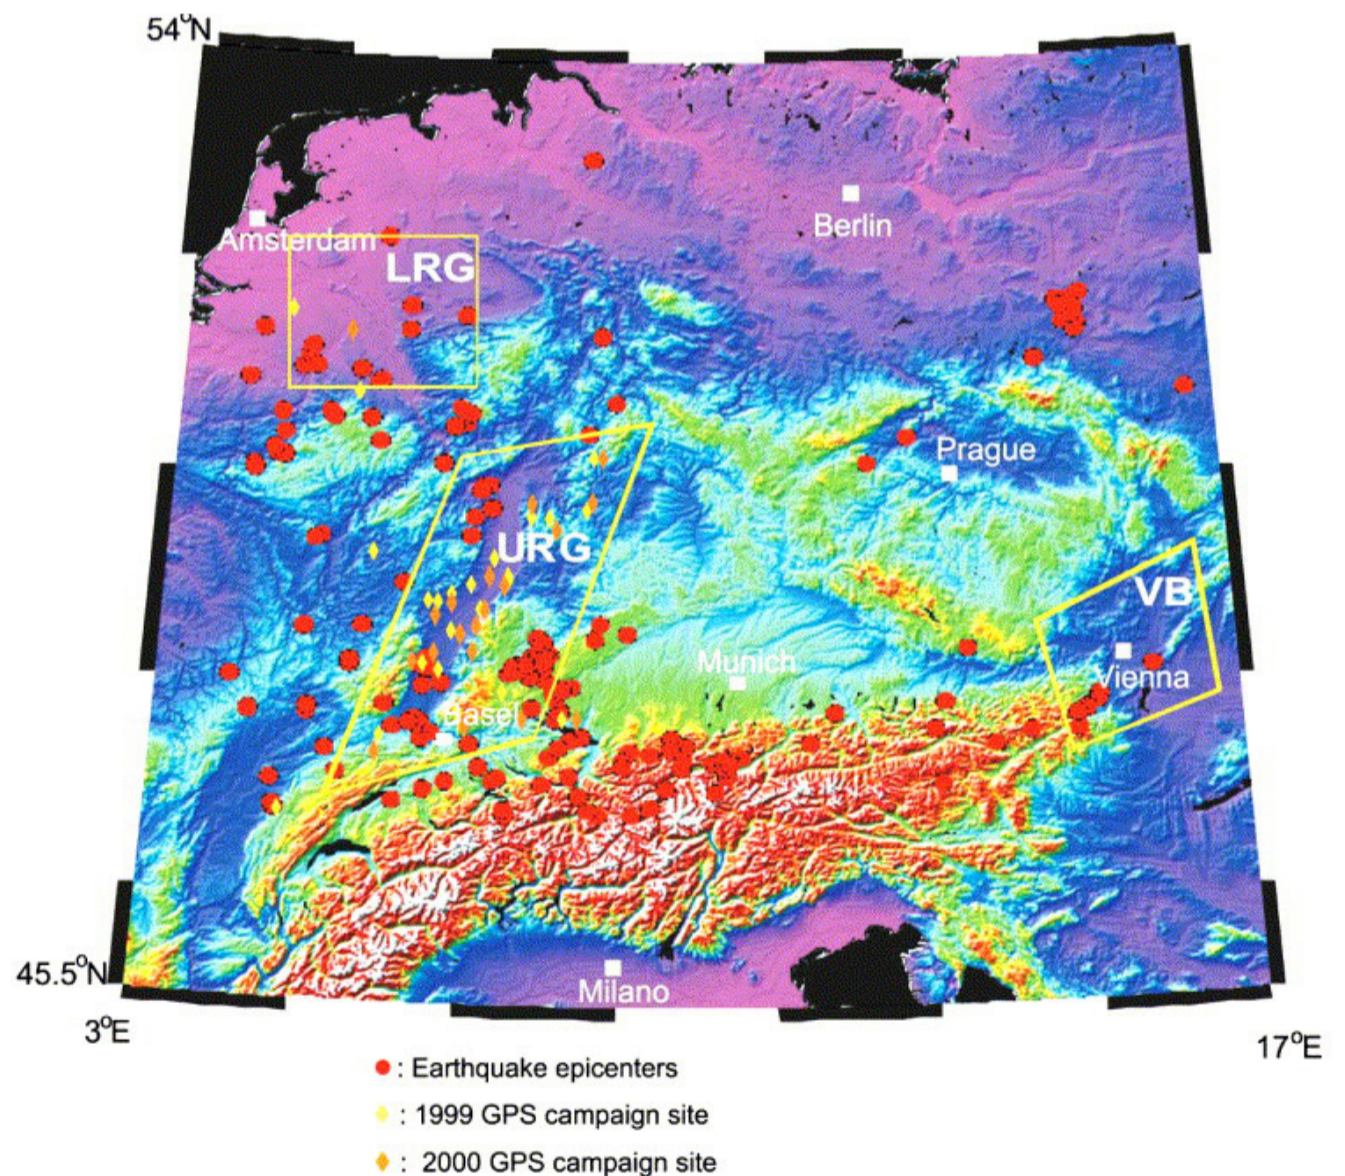 54°N
Amsterdam
Berlin
LRG
Prague
URG
VB
Munich
Vienna
Basel
45.5°N
Milano
3°E
17°E
: Earthquake epicenters
: 1999 GPS campaign site
: 2000 GPS campaign site